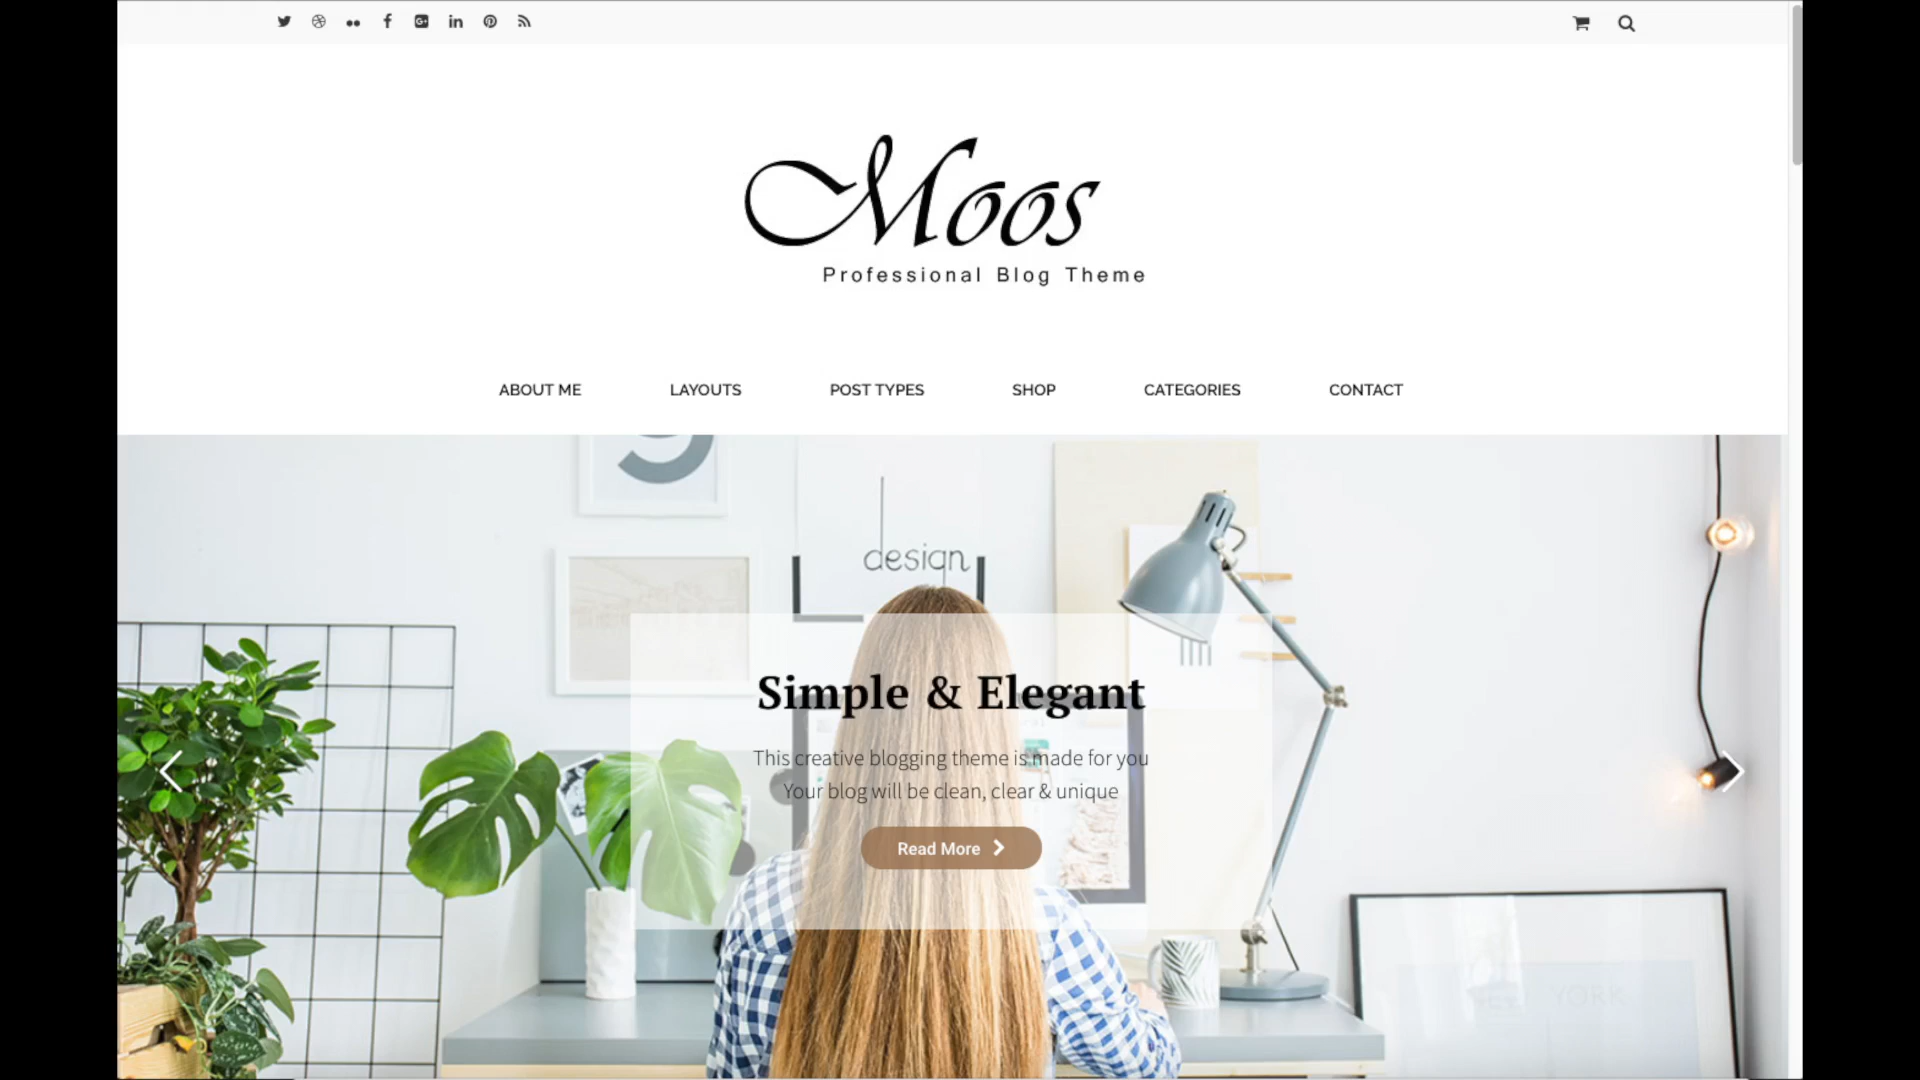 Moos
Professional Blog Theme
ABOUT ME LAYOUTS POST TYPES SHOP CATEGORIES CONTACT
design
Simple & Elegant
This creative blogging theme is made for you
Your blog will be clean, clear & unique
Read More
YORK